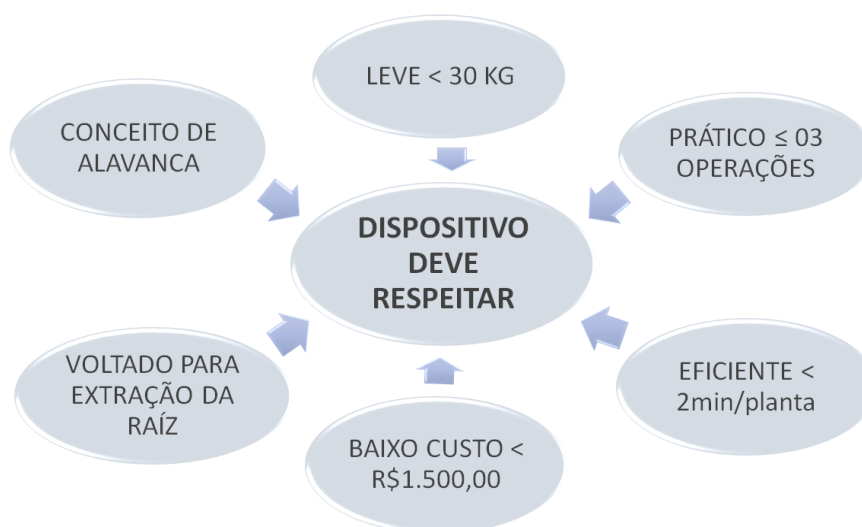 LEVE < 30 KG
CONCEITO DE
ALAVANCA
PRÁTICO ≤ 03
OPERAÇÕES
DISPOSITIVO
DEVE
RESPEITAR
VOLTADO PARA
EXTRAÇÃO DA
RAÍZ
EFICIENTE <
2min/planta
BAIXO CUSTO <
R$1.500,00